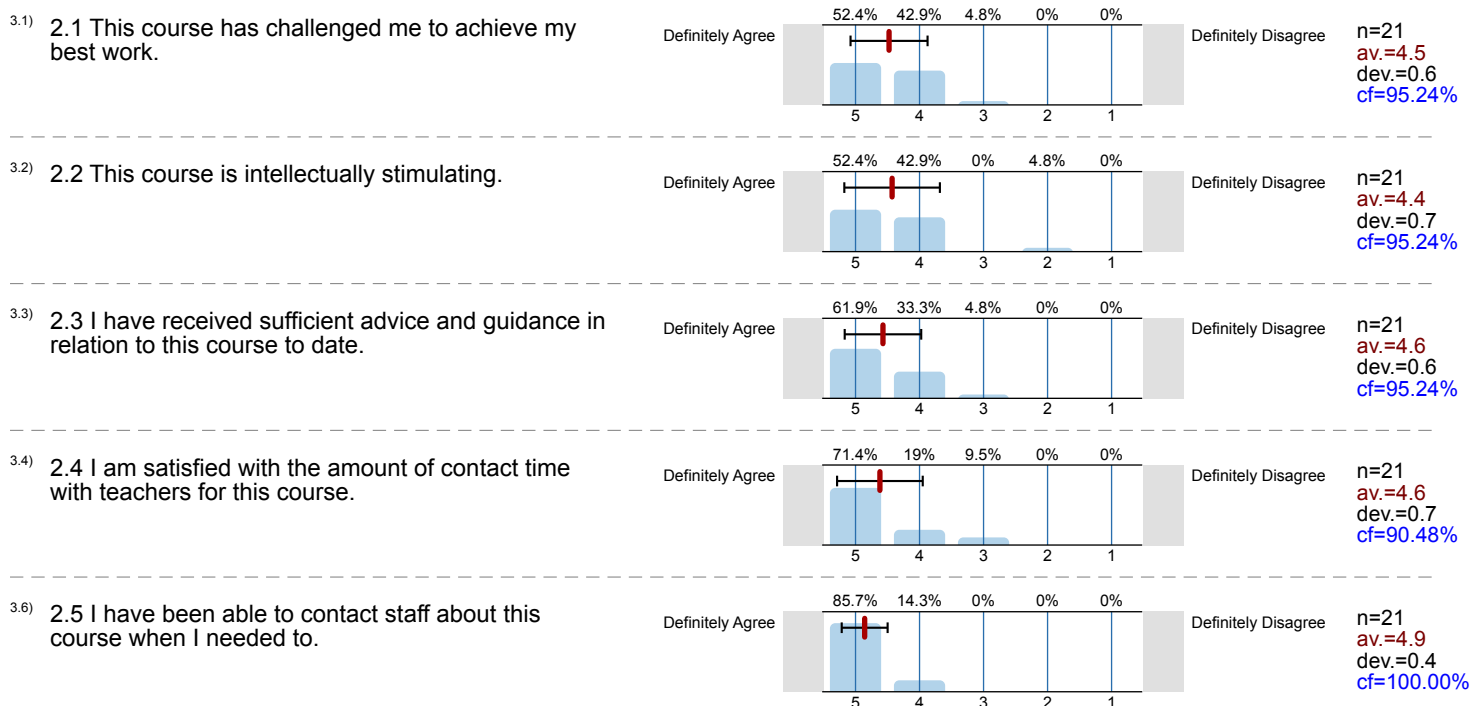 52.4% 42.9% 4.8% 0% 0%
3.1) 2.1 This course has challenged me to achieve my Definitely Agree Definitely Disagree n=21
best work. av.=4.5
dev.=0.6
cf=95.24%
5 4 3 2 1
52.4% 42.9% 0% 4.8% 0%
3.2) 2.2 This course is intellectually stimulating. Definitely Agree Definitely Disagree n=21
av.=4.4
dev.=0.7
cf=95.24%
5 4 3 2 1
61.9% 33.3% 4.8% 0% 0%
3.3) 2.3 I have received sufficient advice and guidance in Definitely Agree Definitely Disagree n=21
relation to this course to date. av.=4.6
dev.=0.6
cf=95.24%
5 4 3 2 1
71.4% 19% 9.5% 0% 0%
3.4) 2.4 I am satisfied with the amount of contact time Definitely Agree Definitely Disagree n=21
with teachers for this course. av.=4.6
dev.=0.7
cf=90.48%
5 4 3 2 1
85.7% 14.3% 0% 0% 0%
3.6) 2.5 I have been able to contact staff about this Definitely Agree Definitely Disagree n=21
course when I needed to. av.=4.9
dev.=0.4
cf=100.00%
5 4 3 2 1